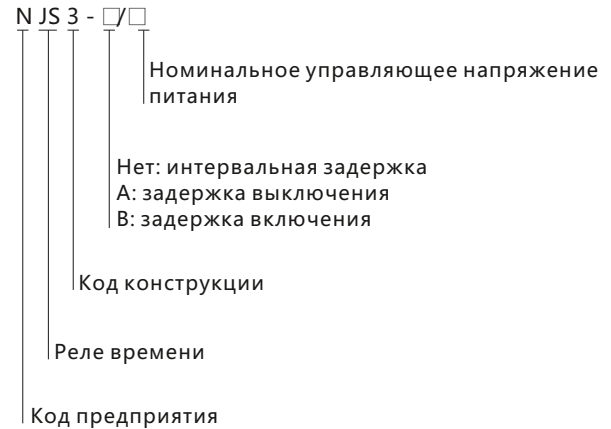 N JS 3 - □/□
Номинальное управляющее напряжение
питания
Нет: интервальная задержка
А: задержка выключения
В: задержка включения
Код конструкции
Реле времени
Код предприятия